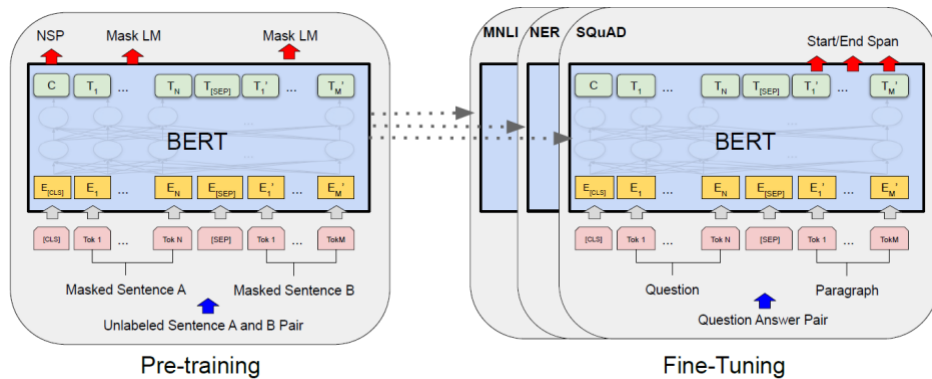 NSP Mask LM Mask LM
C T1 ... TN T[SEP] T1' ... TM'
BERT
E[CLS] E1 ... EN E[SEP] E1' ... EM'
[CLS] Tok 1 ... Tok N [SEP] Tok 1 ... TokM
Masked Sentence A Masked Sentence B
Unlabeled Sentence A and B Pair
Pre-training
MNLI NER SQuAD
Start/End Span
C T1 ... TN T[SEP] T1' ... TM'
BERT
E[CLS] E1 ... EN E[SEP] E1' ... EM'
[CLS] Tok 1 ... Tok N [SEP] Tok 1 ... TokM
Question Paragraph
Question Answer Pair
Fine-Tuning